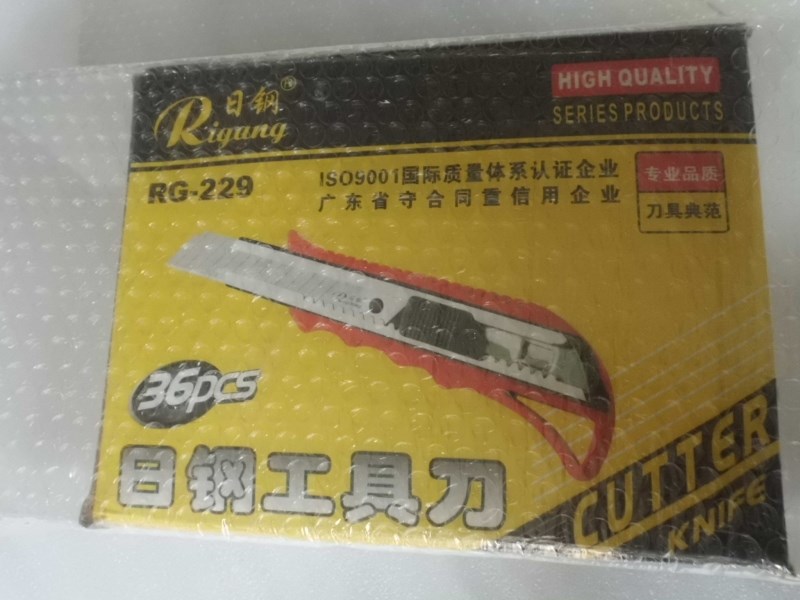 日钢®
Rigang
HIGH QUALITY
SERIES PRODUCTS
RG-229
ISO9001国际质量体系认证企业
广东省守合同重信用企业
专业品质
刀具典范
36pcs
日钢工具刀
CUTTER
KNIFE